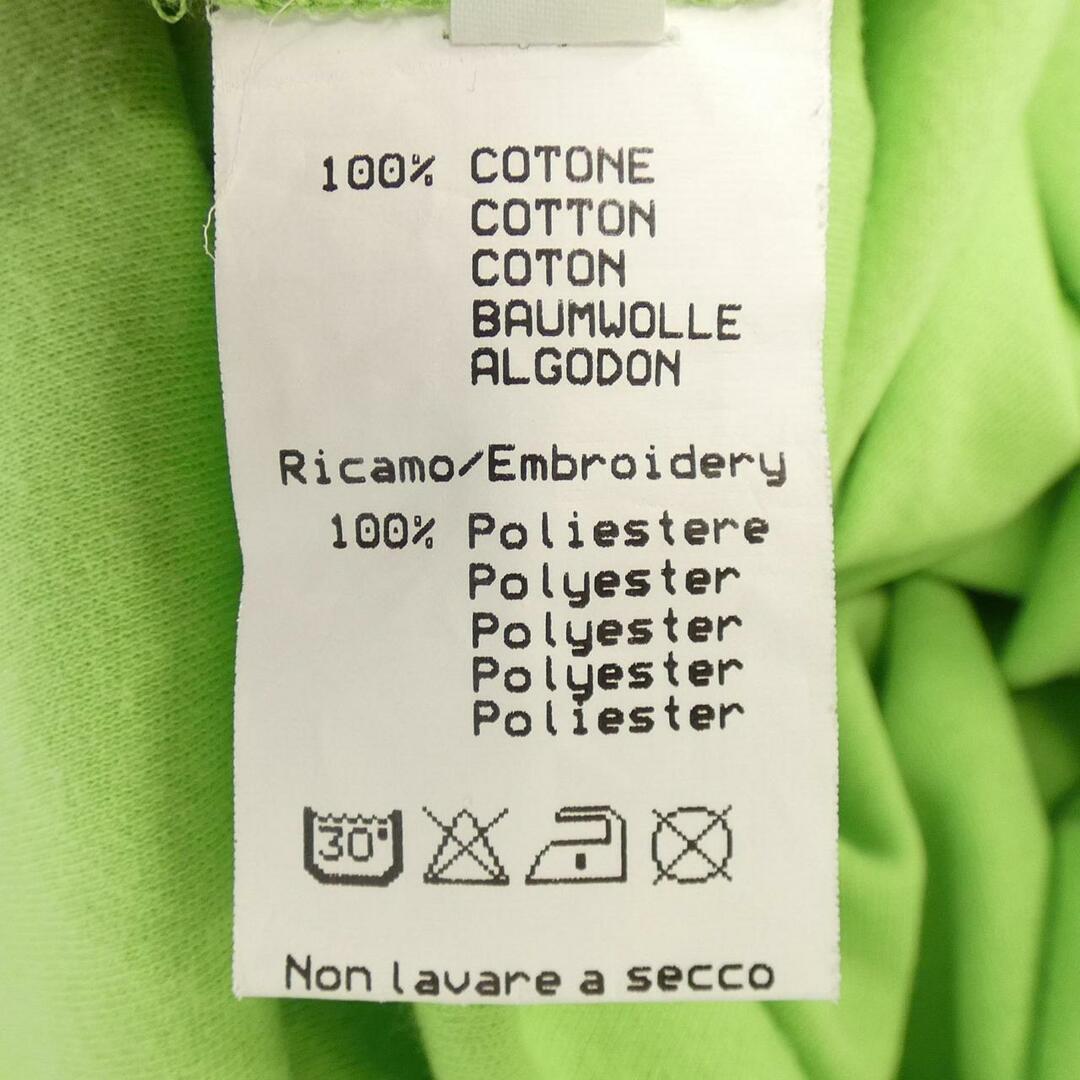 100% COTONE
COTTON
COTON
BAUMWOLLE
ALGODON
Ricamo/Embroidery
100% Poliestere
Polyester
Polyester
Polyester
Poliester
30°
Non lavare a secco